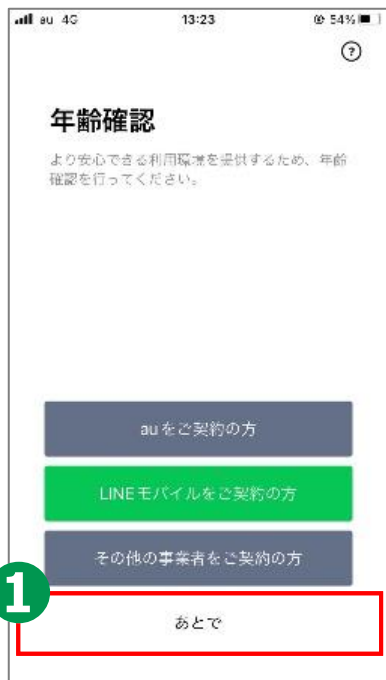 au 4G 13:23 54%
?
年齢確認
より安心できる利用環境を提供するため、年齢
確認を行ってください。
auをご契約の方
LINEモバイルをご契約の方
その他の事業者をご契約の方
1
あとで